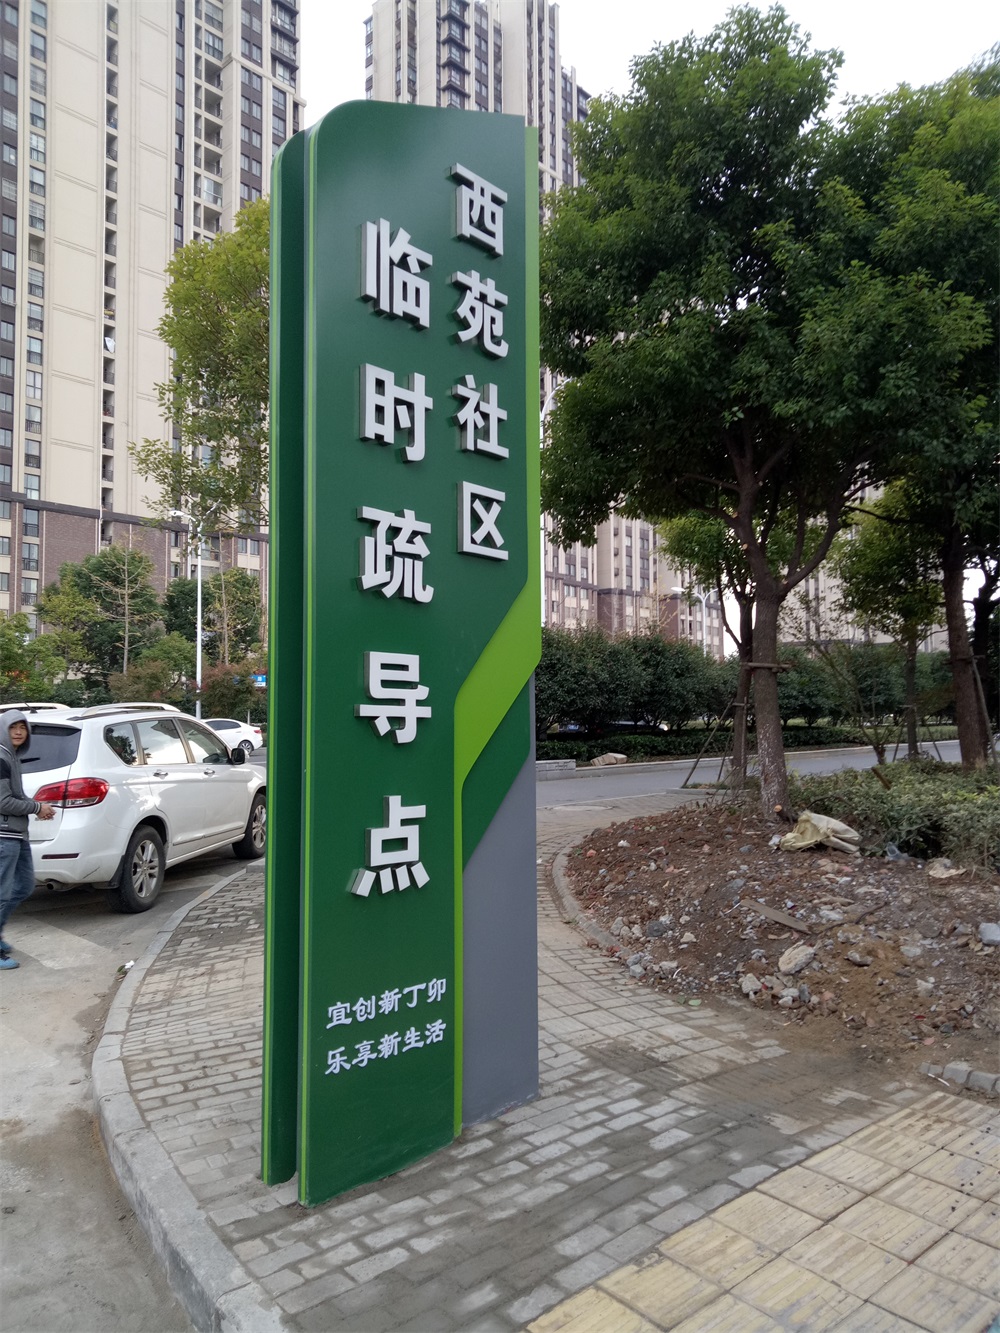 西苑社区
临时疏导点
宜创新丁卯
乐享新生活